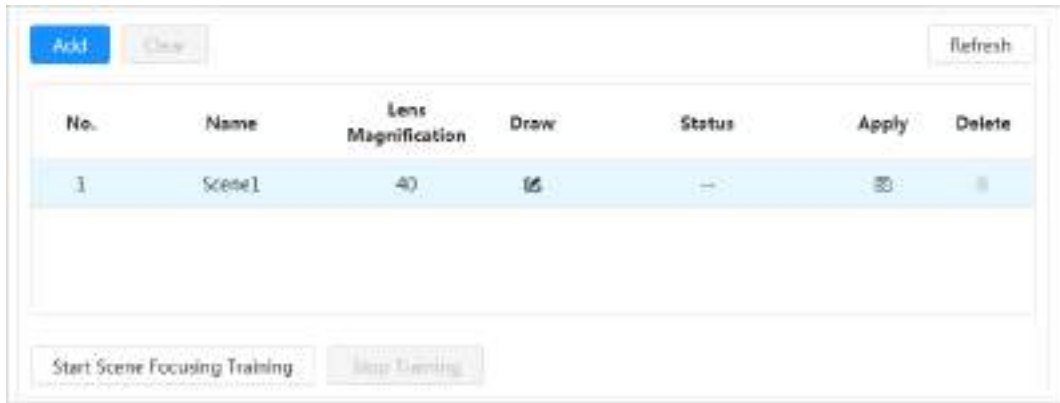 Add Clear Refresh
No. Name Lens Magnification Draw Status Apply Delete
1 Scene1 40 --
Start Scene Focusing Training Stop Training